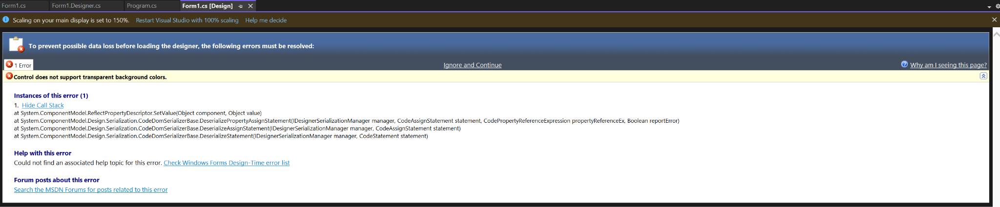 Form1.cs Form1.Designer.cs Program.cs Form1.cs [Design]
Scaling on your main display is set to 150%. Restart Visual Studio with 100% scaling Help me decide
To prevent possible data loss before loading the designer, the following errors must be resolved:
1 Error Ignore and Continue Why am I seeing this page?
Control does not support transparent background colors.
Instances of this error (1)
1. Hide Call Stack
at System.ComponentModel.ReflectPropertyDescriptor.SetValue(Object component, Object value)
at System.ComponentModel.Design.Serialization.CodeDomSerializerBase.DeserializePropertyAssignStatement(IDesignerSerializationManager manager, CodeAssignStatement statement, CodePropertyReferenceExpression propertyReferenceEx, Boolean reportError)
at System.ComponentModel.Design.Serialization.CodeDomSerializerBase.DeserializeAssignStatement(IDesignerSerializationManager manager, CodeAssignStatement statement)
at System.ComponentModel.Design.Serialization.CodeDomSerializerBase.DeserializeStatement(IDesignerSerializationManager manager, CodeStatement statement)
Help with this error
Could not find an associated help topic for this error. Check Windows Forms Design-Time error list
Forum posts about this error
Search the MSDN Forums for posts related to this error